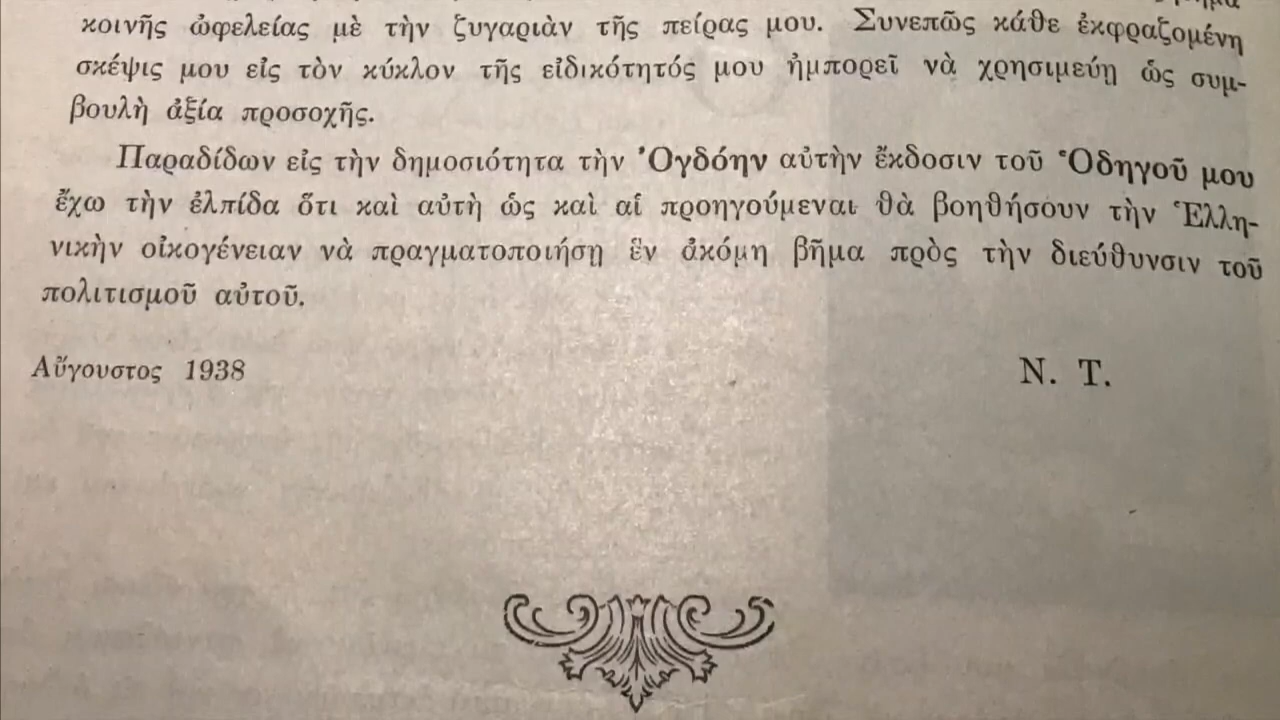 κοινῆς ὠφελείας μὲ τὴν ζυγαριὰν τῆς πείρας μου. Συνεπῶς κάθε ἐκφραζομένη
σκέψις μου εἰς τὸν κύκλον τῆς εἰδικότητός μου ἠμπορεῖ νὰ χρησιμεύῃ ὡς συμ-
βουλὴ ἀξία προσοχῆς.
Παραδίδων εἰς τὴν δημοσιότητα τὴν Ὀγδόην αὐτὴν ἔκδοσιν τοῦ Ὁδηγοῦ μου
ἔχω τὴν ἐλπίδα ὅτι καὶ αὐτὴ ὡς καὶ αἱ προηγούμεναι θὰ βοηθήσουν τὴν Ἑλλη-
νικὴν οἰκογένειαν νὰ πραγματοποιήσῃ ἓν ἀκόμη βῆμα πρὸς τὴν διεύθυνσιν τοῦ
πολιτισμοῦ αὐτοῦ.
Αὔγουστος 1938 Ν. Τ.